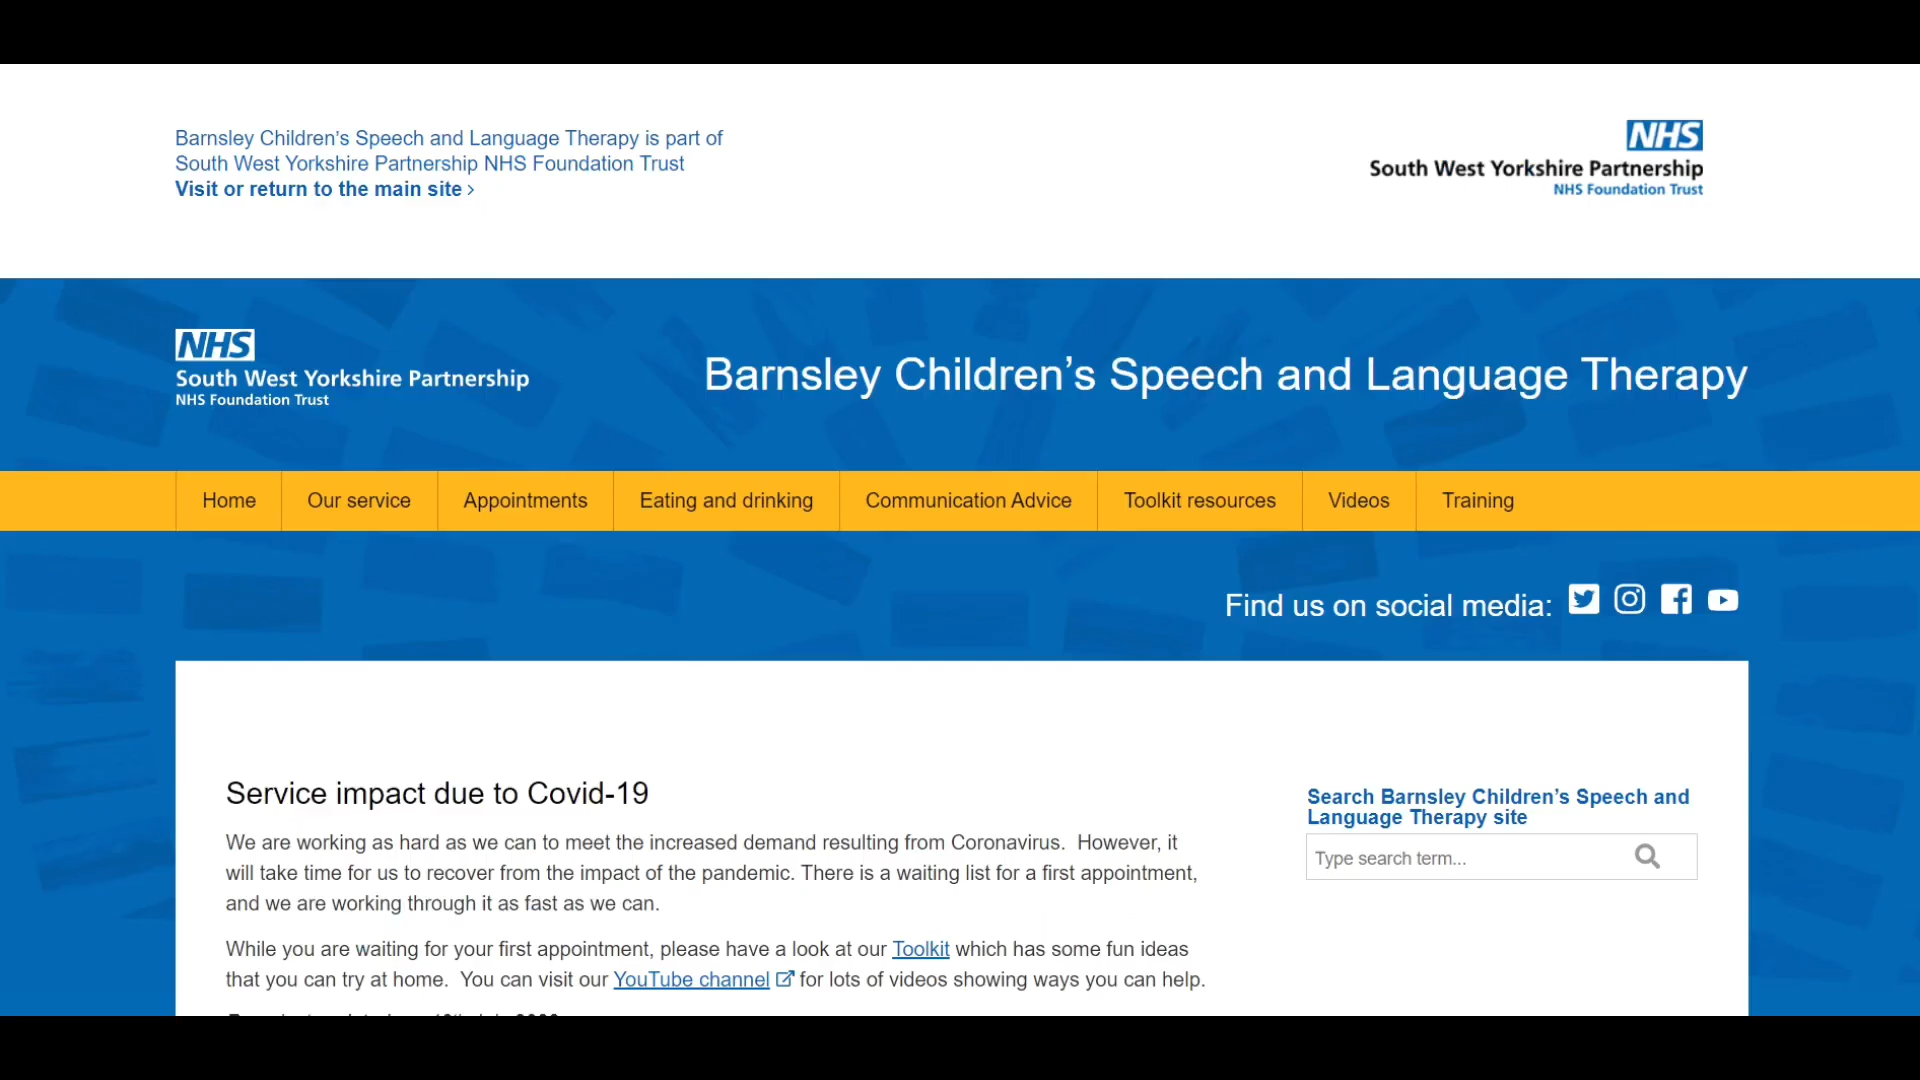 Barnsley Children's Speech and Language Therapy is part of
South West Yorkshire Partnership NHS Foundation Trust
Visit or return to the main site ›
NHS
South West Yorkshire Partnership
NHS Foundation Trust
NHS
South West Yorkshire Partnership
NHS Foundation Trust
Barnsley Children's Speech and Language Therapy
Home Our service Appointments Eating and drinking Communication Advice Toolkit resources Videos Training
Find us on social media:
Service impact due to Covid-19
We are working as hard as we can to meet the increased demand resulting from Coronavirus.  However, it
will take time for us to recover from the impact of the pandemic. There is a waiting list for a first appointment,
and we are working through it as fast as we can.
While you are waiting for your first appointment, please have a look at our Toolkit which has some fun ideas
that you can try at home.  You can visit our YouTube channel for lots of videos showing ways you can help.
Search Barnsley Children's Speech and
Language Therapy site
Type search term...